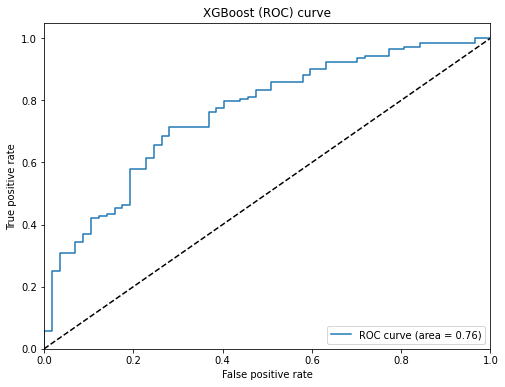 XGBoost (ROC) curve
True positive rate
1.0
0.8
0.6
0.4
0.2
0.0
ROC curve (area = 0.76)
0.0 0.2 0.4 0.6 0.8 1.0
False positive rate